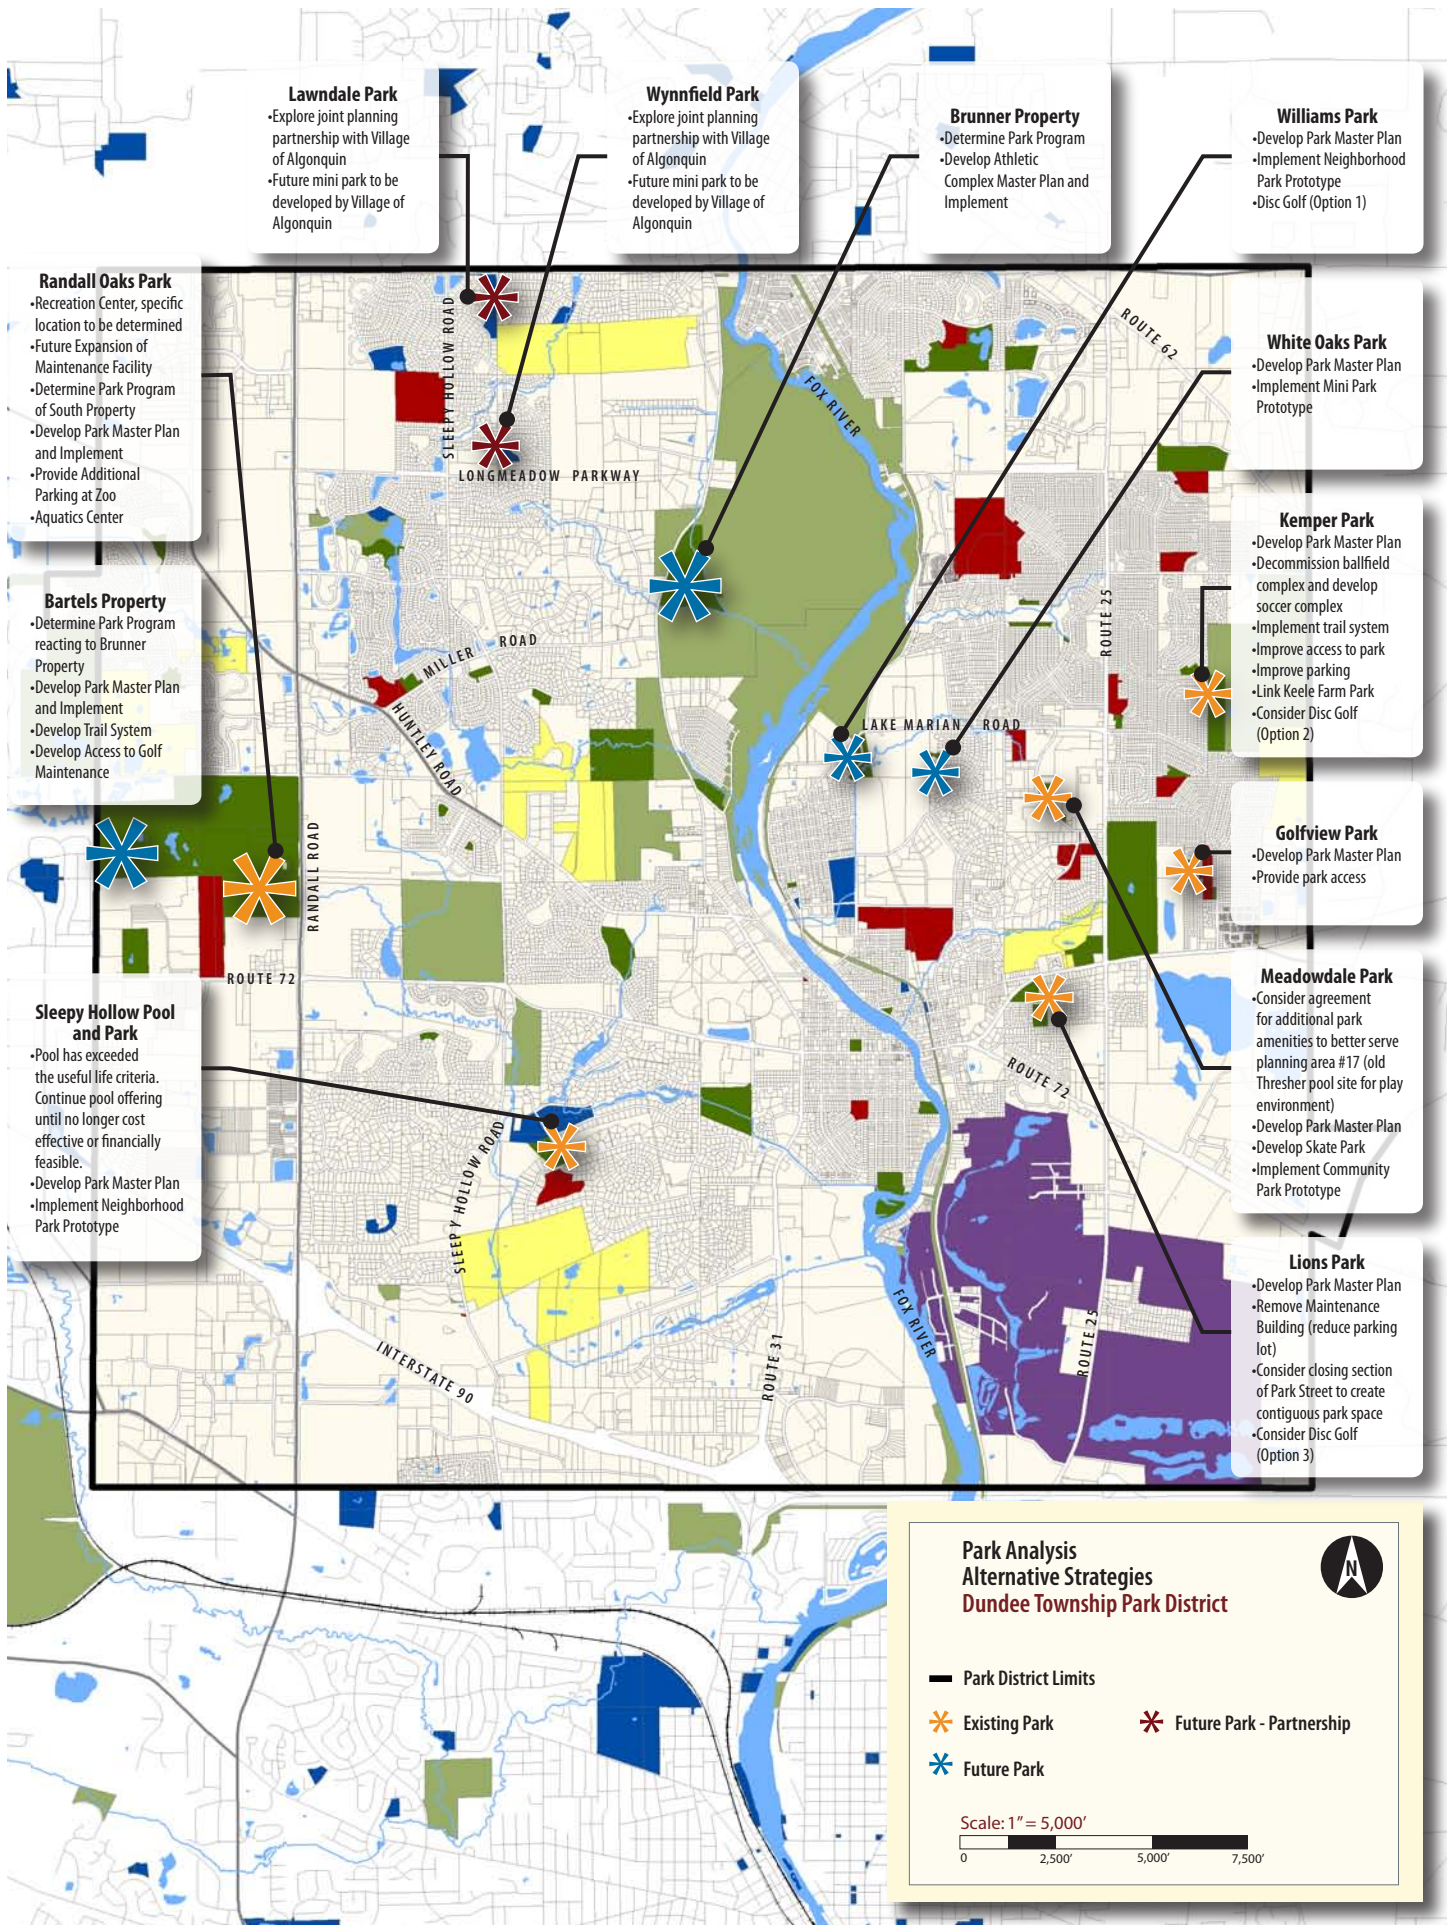 Lawndale Park
•Explore joint planning
partnership with Village
of Algonquin
•Future mini park to be
developed by Village of
Algonquin
Wynnfield Park
•Explore joint planning
partnership with Village
of Algonquin
•Future mini park to be
developed by Village of
Algonquin
Brunner Property
•Determine Park Program
•Develop Athletic
Complex Master Plan and
Implement
Williams Park
•Develop Park Master Plan
•Implement Neighborhood
Park Prototype
•Disc Golf (Option 1)
Randall Oaks Park
•Recreation Center, specific
location to be determined
•Future Expansion of
Maintenance Facility
•Determine Park Program
of South Property
•Develop Park Master Plan
and Implement
•Provide Additional
Parking at Zoo
•Aquatics Center
White Oaks Park
•Develop Park Master Plan
•Implement Mini Park
Prototype
Kemper Park
•Develop Park Master Plan
•Decommission ballfield
complex and develop
soccer complex
•Implement trail system
•Improve access to park
•Improve parking
•Link Keele Farm Park
•Consider Disc Golf
(Option 2)
Bartels Property
•Determine Park Program
reacting to Brunner
Property
•Develop Park Master Plan
and Implement
•Develop Trail System
•Develop Access to Golf
Maintenance
Golfview Park
•Develop Park Master Plan
•Provide park access
Meadowdale Park
•Consider agreement
for additional park
amenities to better serve
planning area #17 (old
Thresher pool site for play
environment)
•Develop Park Master Plan
•Develop Skate Park
•Implement Community
Park Prototype
Sleepy Hollow Pool
and Park
•Pool has exceeded
the useful life criteria.
Continue pool offering
until no longer cost
effective or financially
feasible.
•Develop Park Master Plan
•Implement Neighborhood
Park Prototype
Lions Park
•Develop Park Master Plan
•Remove Maintenance
Building (reduce parking
lot)
•Consider closing section
of Park Street to create
contiguous park space
•Consider Disc Golf
(Option 3)
SLEEPY HOLLOW ROAD
LONGMEADOW PARKWAY
FOX RIVER
ROUTE 62
ROUTE 25
MILLER ROAD
HUNTLEY ROAD
LAKE MARIAN ROAD
RANDALL ROAD
ROUTE 72
ROUTE 72
SLEEPY HOLLOW ROAD
INTERSTATE 90
ROUTE 31
FOX RIVER
ROUTE 25
Park Analysis
Alternative Strategies
Dundee Township Park District
N
Park District Limits
Existing Park
Future Park - Partnership
Future Park
Scale: 1” = 5,000’
0 2,500’ 5,000’ 7,500’